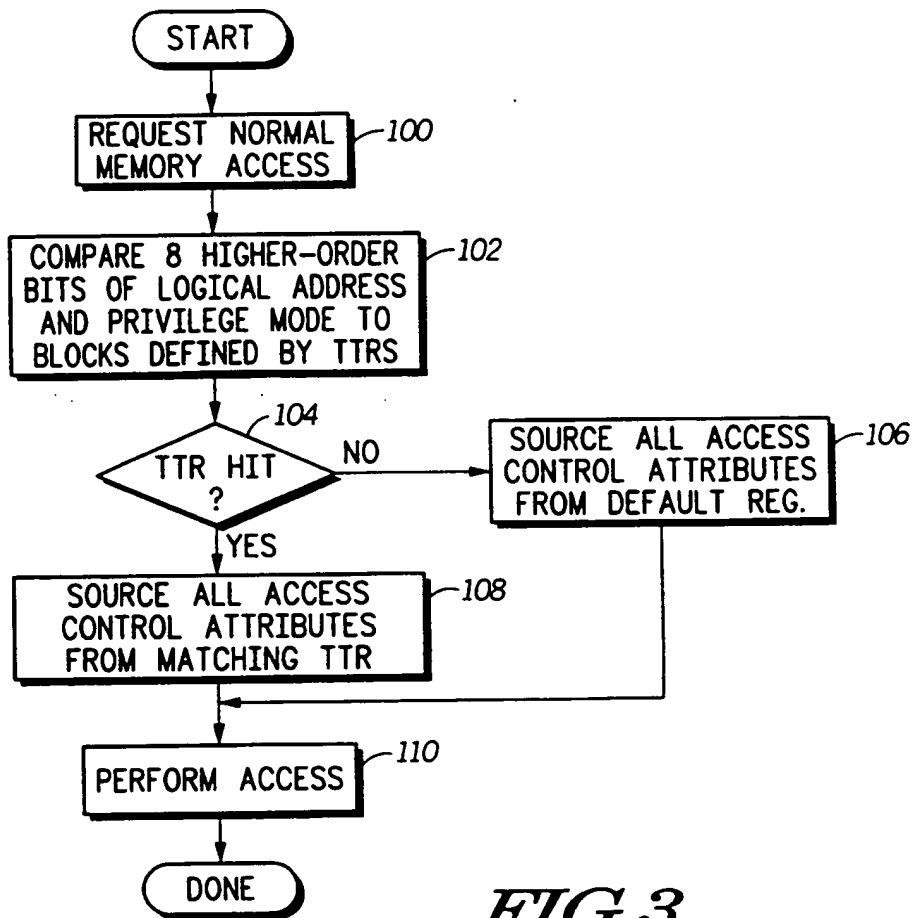 START
REQUEST NORMAL
MEMORY ACCESS
100
COMPARE 8 HIGHER-ORDER
BITS OF LOGICAL ADDRESS
AND PRIVILEGE MODE TO
BLOCKS DEFINED BY TTRS
102
TTR HIT
?
104
NO
SOURCE ALL ACCESS
CONTROL ATTRIBUTES
FROM DEFAULT REG.
106
YES
SOURCE ALL ACCESS
CONTROL ATTRIBUTES
FROM MATCHING TTR
108
PERFORM ACCESS
110
DONE
FIG.3